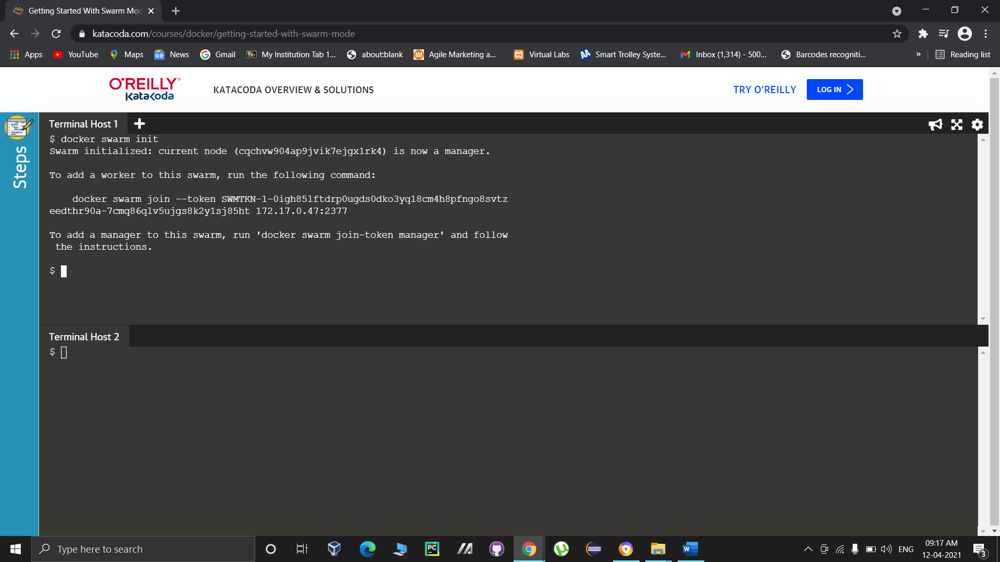 Getting Started With Swarm Mod
katacoda.com/courses/docker/getting-started-with-swarm-mode
Apps YouTube Maps News Gmail My Institution Tab 1... about:blank Agile Marketing a... Virtual Labs Smart Trolley Syste... Inbox (1,314) - 500... Barcodes recogniti... » Reading list
O'REILLY®
Katacoda
KATACODA OVERVIEW & SOLUTIONS
TRY O'REILLY
LOG IN
Steps
Terminal Host 1
$ docker swarm init
Swarm initialized: current node (cqchvw904ap9jvik7ejgx1rk4) is now a manager.
To add a worker to this swarm, run the following command:
docker swarm join --token SWMTKN-1-0igh85lftdrp0ugds0dko3yq18cm4h8pfngo8svtz
eedthr90a-7cmq86qlv5ujgs8k2y1sj85ht 172.17.0.47:2377
To add a manager to this swarm, run 'docker swarm join-token manager' and follow
the instructions.
$
Terminal Host 2
$
Type here to search
PC
W
ENG
09:17 AM
12-04-2021
3